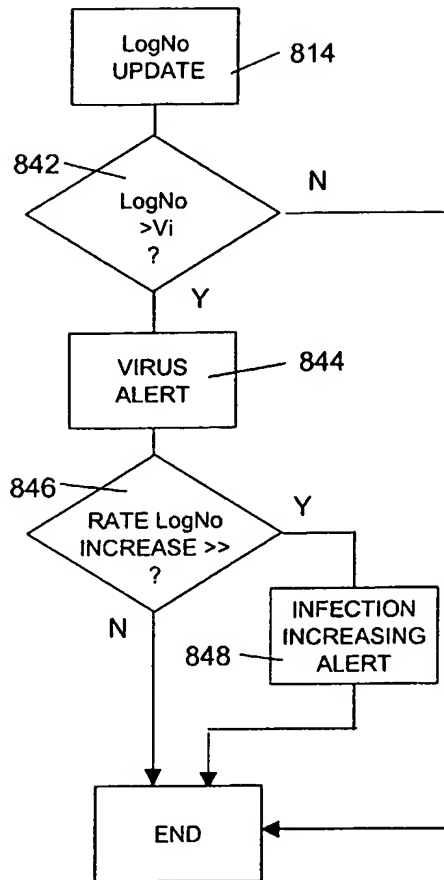 LogNo
UPDATE
814
842
LogNo
>Vi
?
N
Y
VIRUS
ALERT
844
846
RATE LogNo
INCREASE >>
?
Y
N
INFECTION
INCREASING
ALERT
848
END